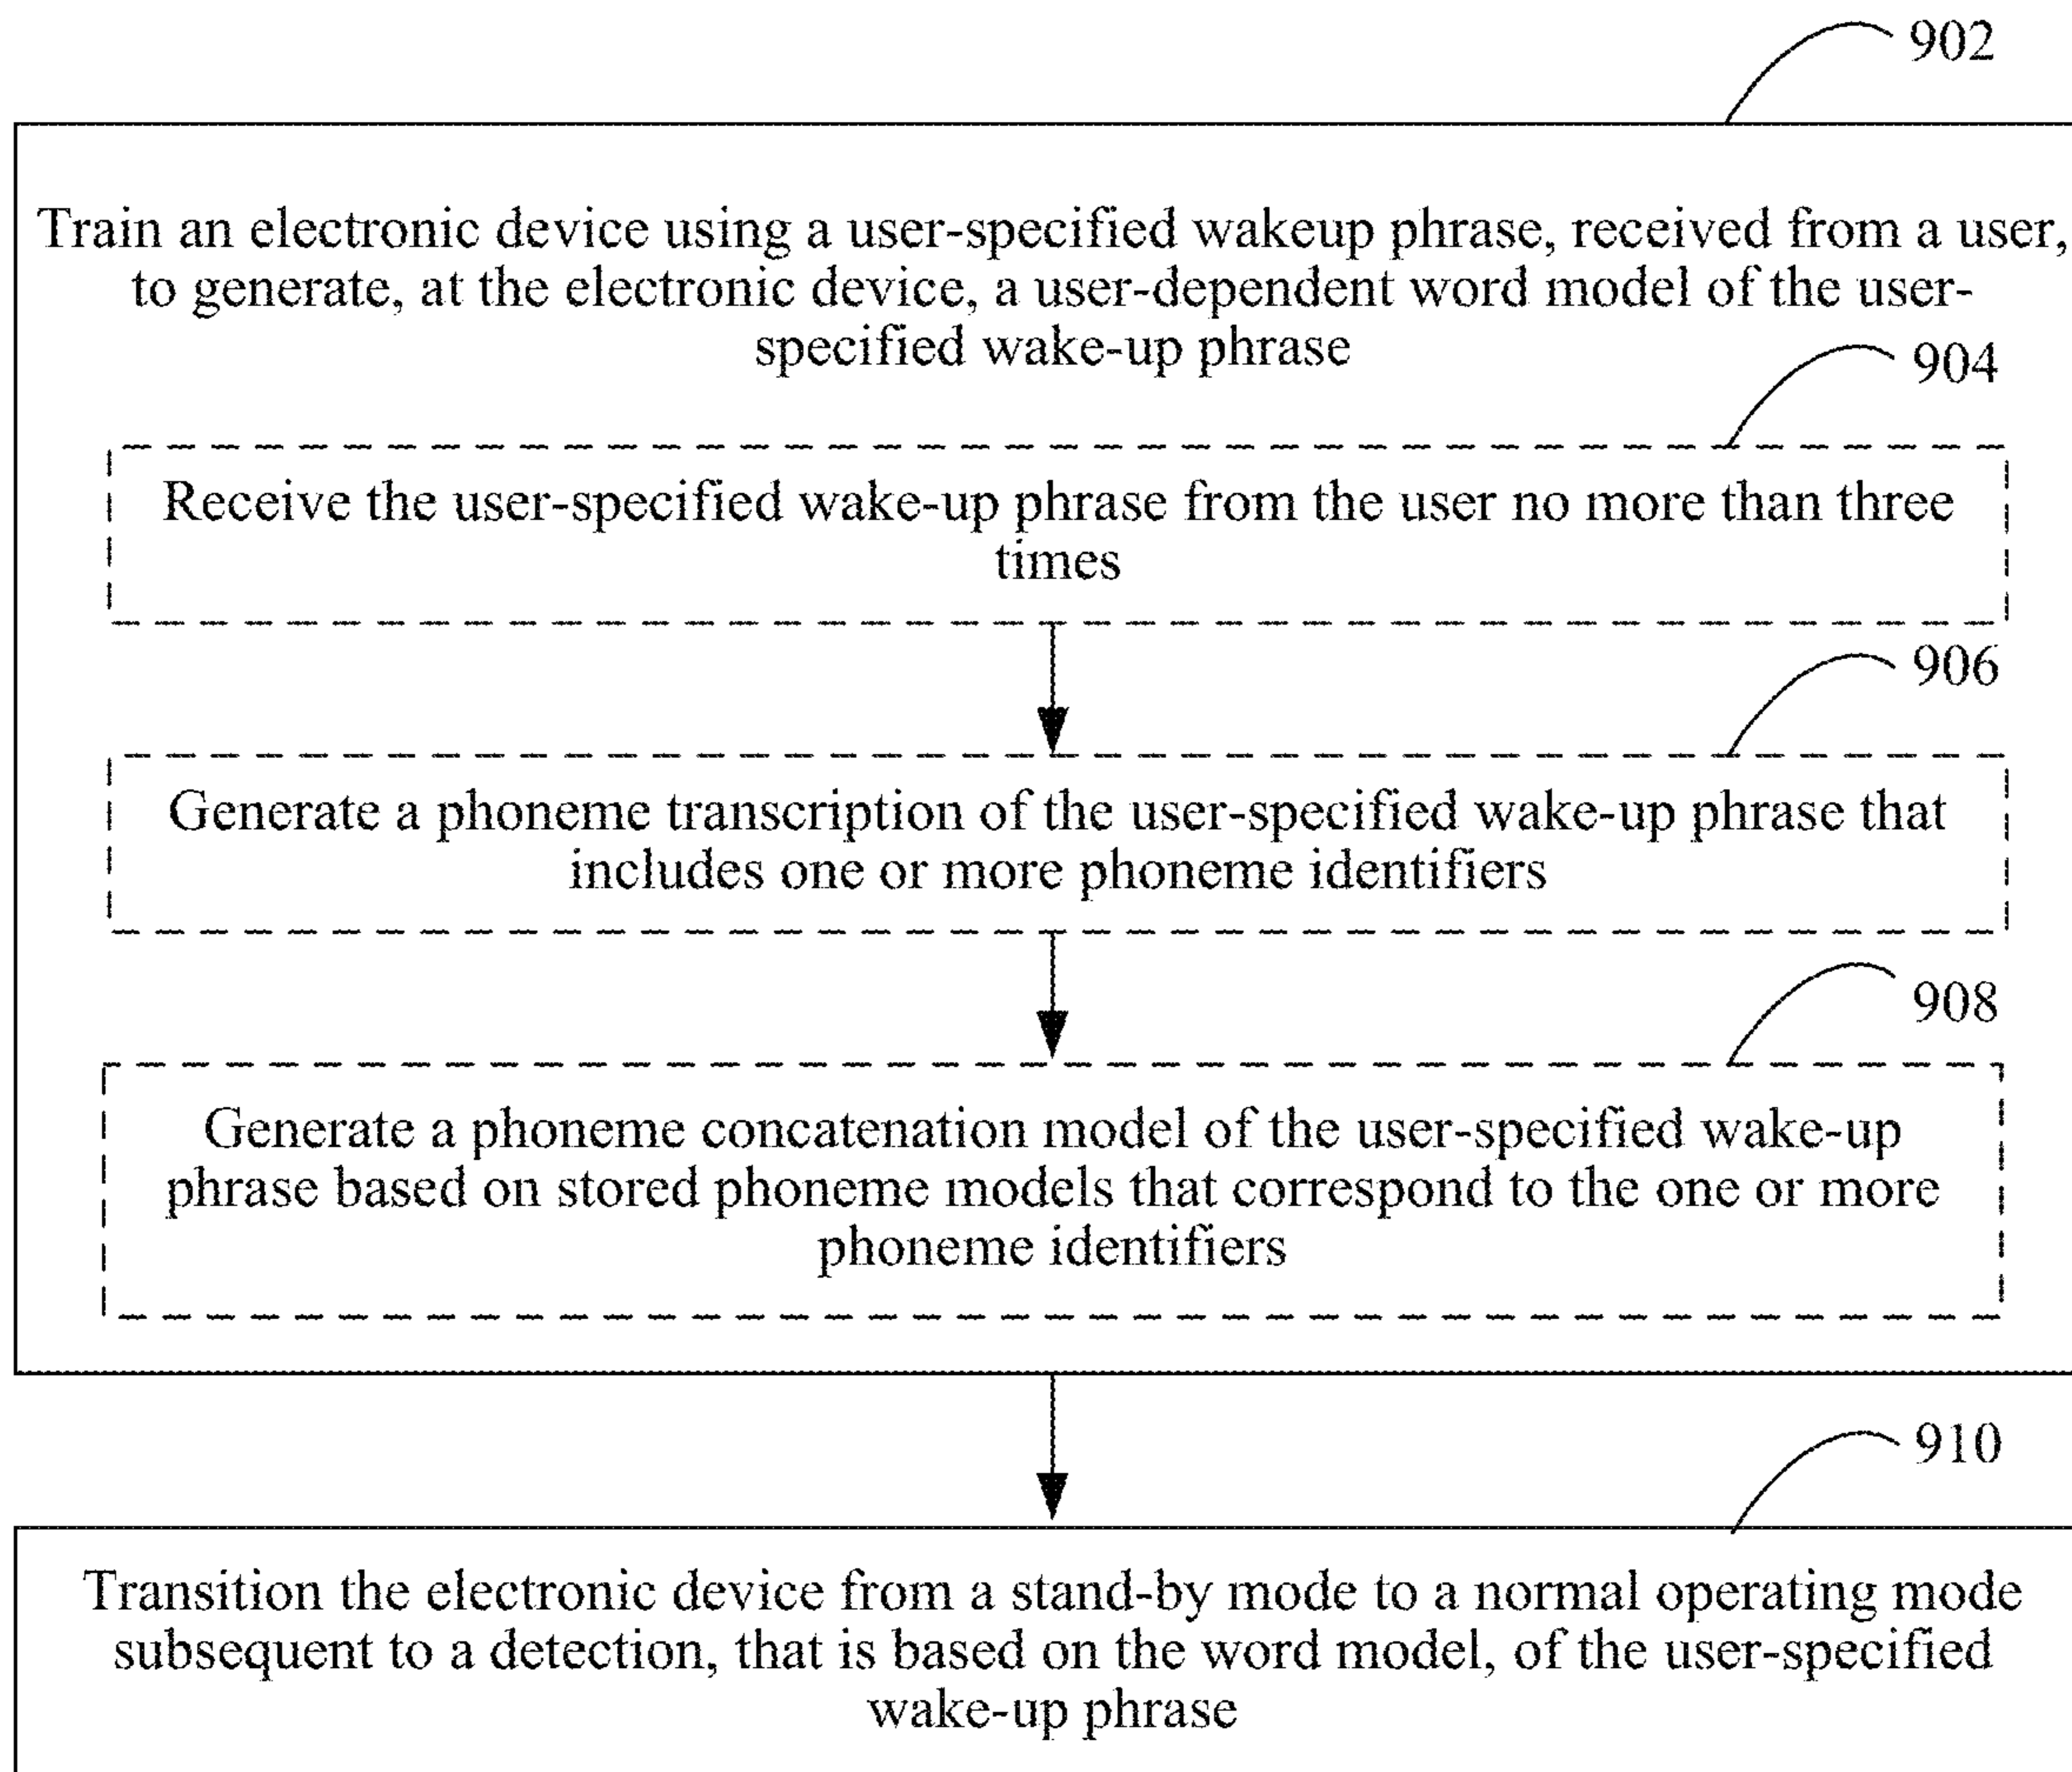 902
Train an electronic device using a user-specified wakeup phrase, received from a user,
to generate, at the electronic device, a user-dependent word model of the user-
specified wake-up phrase
904
Receive the user-specified wake-up phrase from the user no more than three
times
906
Generate a phoneme transcription of the user-specified wake-up phrase that
includes one or more phoneme identifiers
908
Generate a phoneme concatenation model of the user-specified wake-up
phrase based on stored phoneme models that correspond to the one or more
phoneme identifiers
910
Transition the electronic device from a stand-by mode to a normal operating mode
subsequent to a detection, that is based on the word model, of the user-specified
wake-up phrase